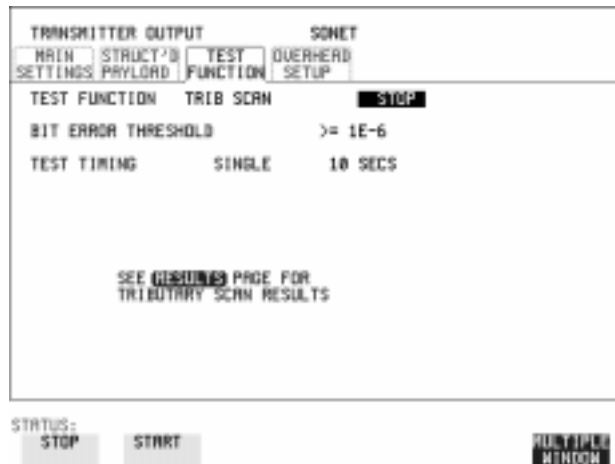 TRANSMITTER OUTPUT SONET
MAIN SETTINGS STRUCT'D PAYLOAD TEST FUNCTION OVERHEAD SETUP
TEST FUNCTION TRIB SCAN STOP
BIT ERROR THRESHOLD >= 1E-6
TEST TIMING SINGLE 10 SECS
SEE RESULTS PAGE FOR
TRIBUTARY SCAN RESULTS
STATUS:
STOP START MULTIPLE WINDOW